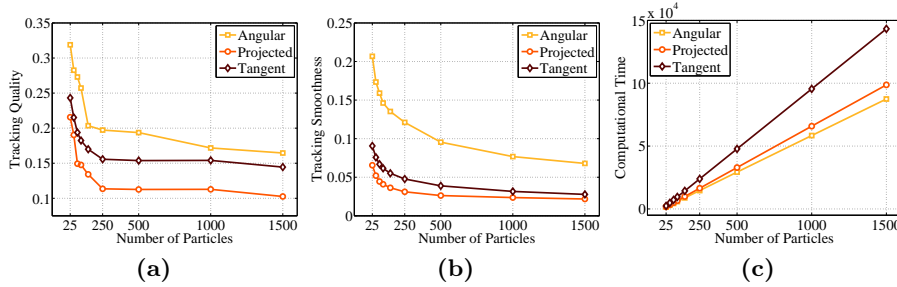 0.35
0.3
0.25
0.2
0.15
0.1
Tracking Quality
Angular
Projected
Tangent
25 250 500 1000 1500
Number of Particles
(a)
0.25
0.2
0.15
0.1
0.05
0
Tracking Smoothness
Angular
Projected
Tangent
25 250 500 1000 1500
Number of Particles
(b)
x 10^4
15
10
5
0
Computational Time
Angular
Projected
Tangent
25 250 500 1000 1500
Number of Particles
(c)